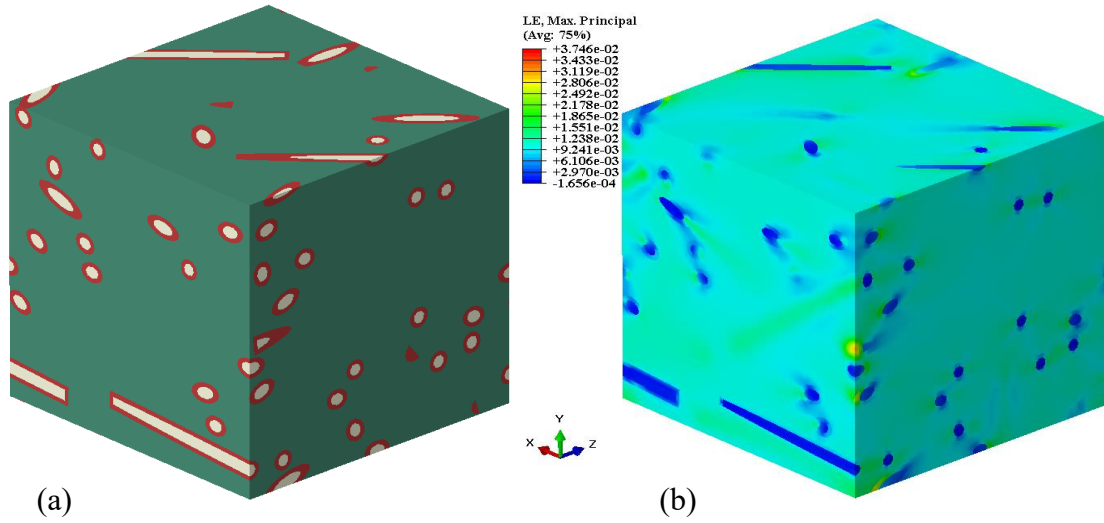 LE, Max. Principal
(Avg: 75%)
+3.746e-02
+3.433e-02
+3.119e-02
+2.806e-02
+2.492e-02
+2.178e-02
+1.865e-02
+1.551e-02
+1.238e-02
+9.241e-03
+6.106e-03
+2.970e-03
-1.656e-04
Y
X
Z
(a)
(b)